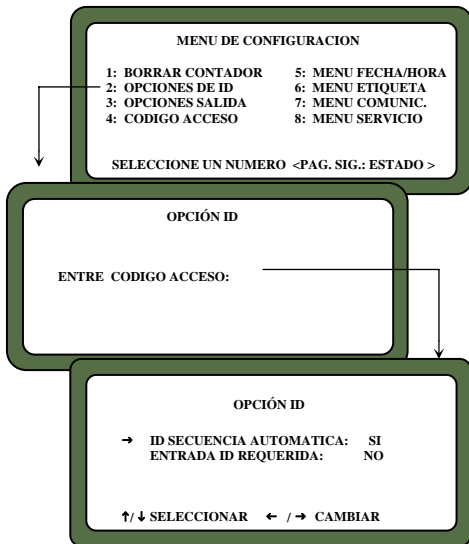 MENU DE CONFIGURACION
1: BORRAR CONTADOR 5: MENU FECHA/HORA
2: OPCIONES DE ID 6: MENU ETIQUETA
3: OPCIONES SALIDA 7: MENU COMUNIC.
4: CODIGO ACCESO 8: MENU SERVICIO
SELECCIONE UN NUMERO <PAG. SIG.: ESTADO >
OPCIÓN ID
ENTRE CODIGO ACCESO:
OPCIÓN ID
→ ID SECUENCIA AUTOMATICA: SI
ENTRADA ID REQUERIDA: NO
↑/↓ SELECCIONAR ← / → CAMBIAR